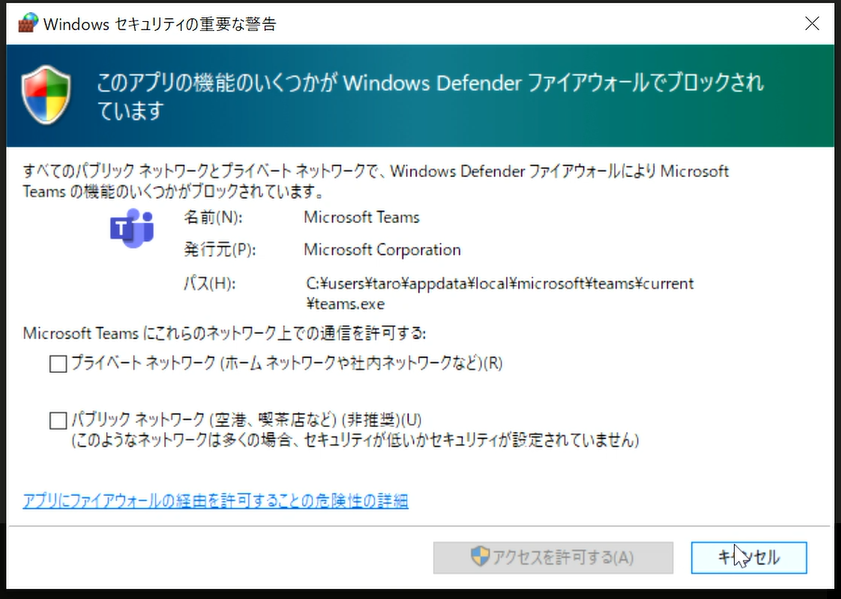 Windows セキュリティの重要な警告
このアプリの機能のいくつかが Windows Defender ファイアウォールでブロックされ
ています
すべてのパブリック ネットワークとプライベート ネットワークで、Windows Defender ファイアウォールにより Microsoft
Teams の機能のいくつかがブロックされています。
名前(N): Microsoft Teams
発行元(P): Microsoft Corporation
パス(H): C:¥users¥taro¥appdata¥local¥microsoft¥teams¥current
¥teams.exe
Microsoft Teams にこれらのネットワーク上での通信を許可する:
プライベート ネットワーク (ホーム ネットワークや社内ネットワークなど)(R)
パブリック ネットワーク (空港、喫茶店など) (非推奨)(U)
(このようなネットワークは多くの場合、セキュリティが低いかセキュリティが設定されていません)
アプリにファイアウォールの経由を許可することの危険性の詳細
アクセスを許可する(A) キャンセル